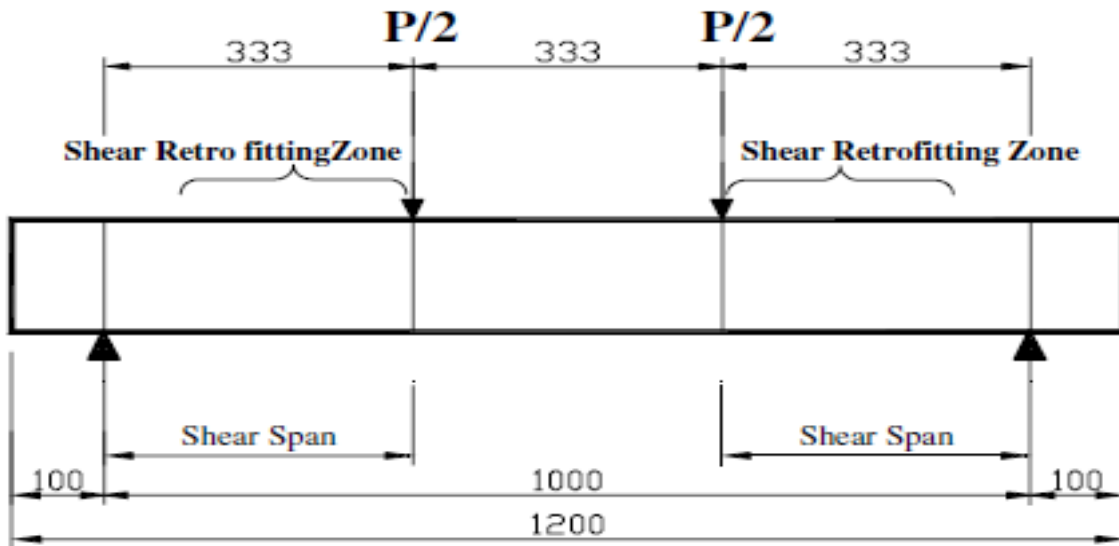 P/2 P/2
333 333 333
Shear Retro fittingZone Shear Retrofitting Zone
Shear Span Shear Span
100 1000 100
1200